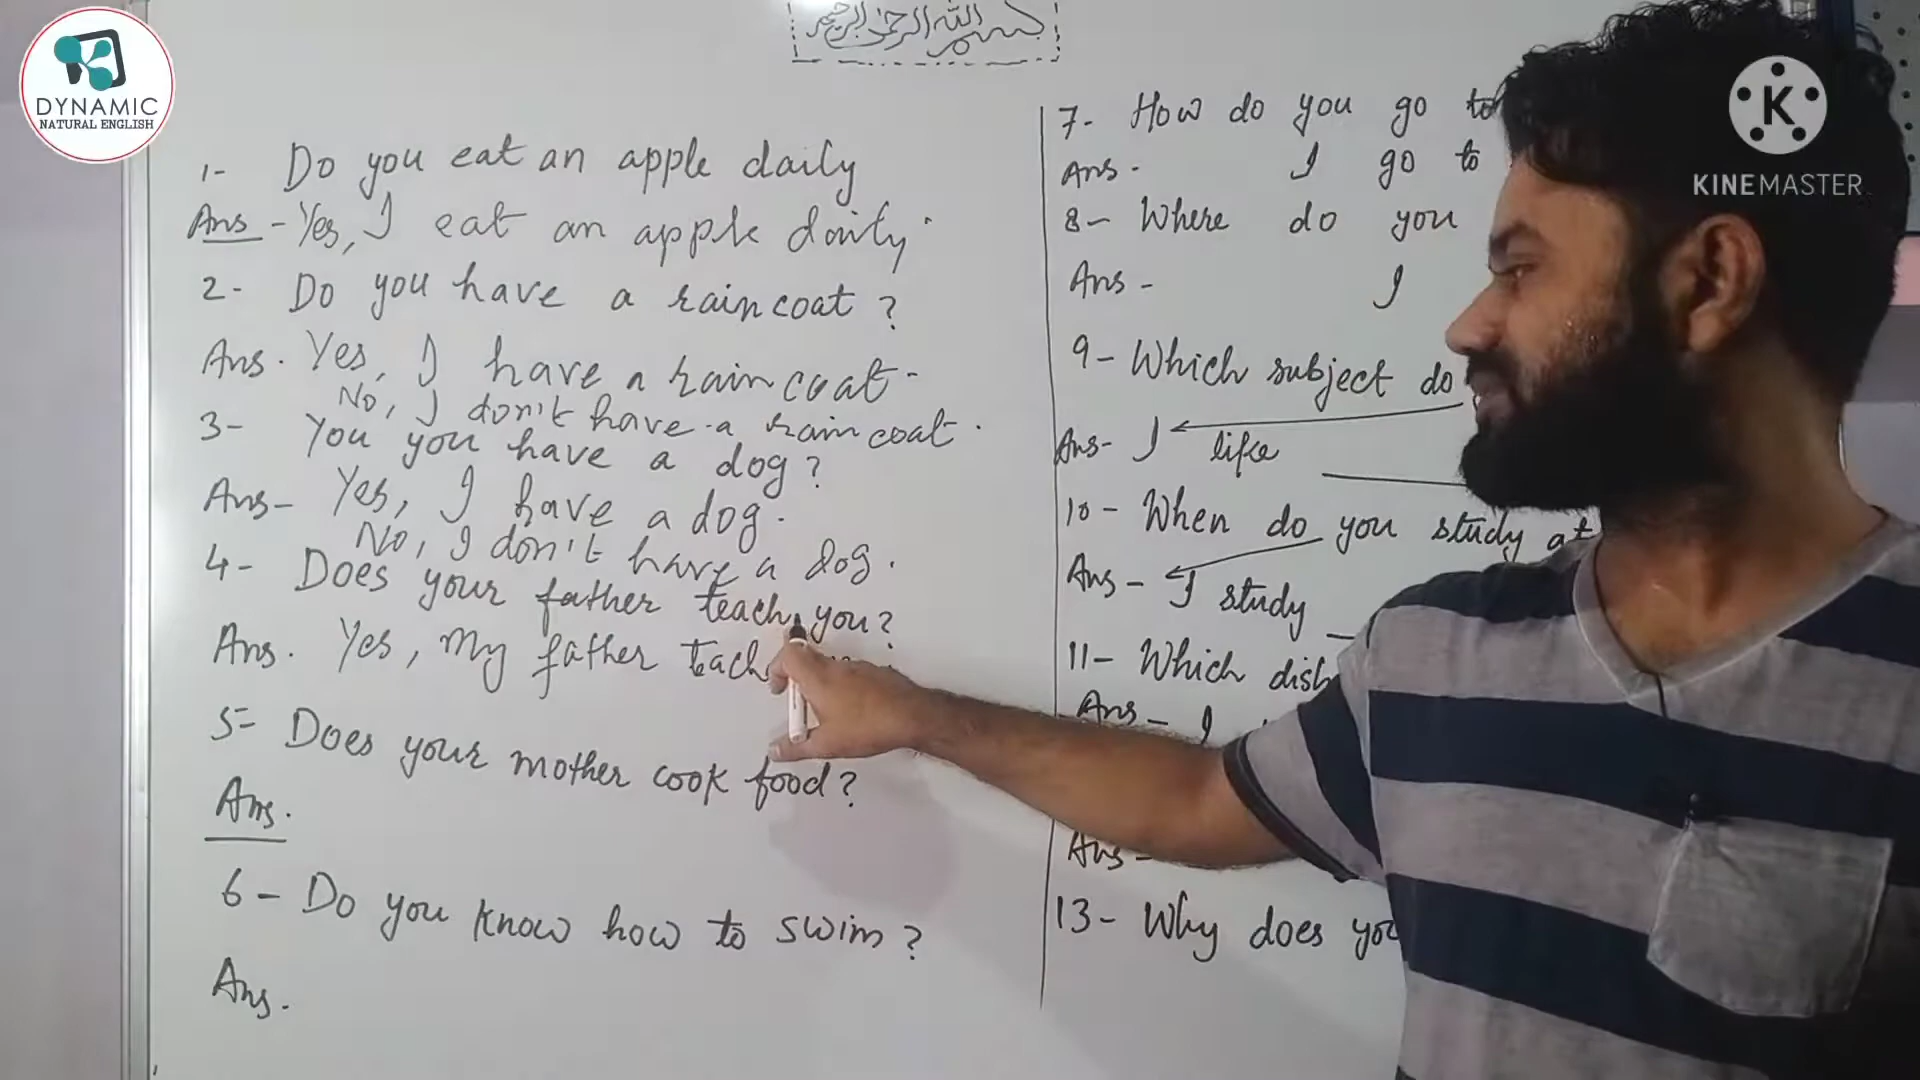 بسم الله الرحمن الرحيم
DYNAMIC
NATURAL ENGLISH
1- Do you eat an apple daily
Ans - Yes, I eat an apple daily.
2- Do you have a raincoat?
Ans. Yes, I have a raincoat.
No, I don't have a raincoat.
3- You you have a dog?
Ans- Yes, I have a dog.
No, I don't have a dog.
4- Does your father teach you?
Ans. Yes, My father
5- Does your mother cook food?
Ans.
6- Do you know how to swim?
Ans.
7- How do you go to
Ans. I go to
8- Where do you
Ans - I
9- Which subject do
Ans- I like
10- When do you study at
Ans - I study
11- Which dish
Ans - I
Ans-
13- Why does
K
KINEMASTER